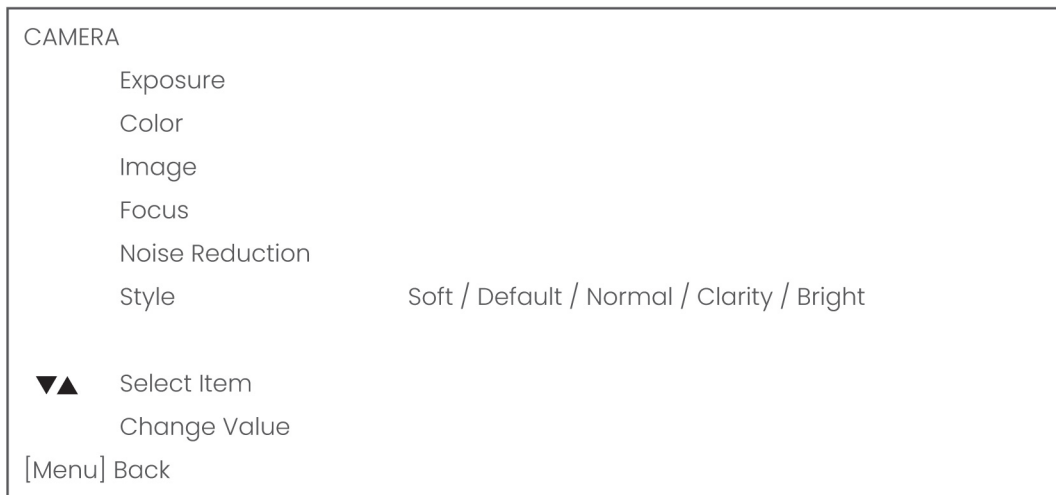 CAMERA
Exposure
Color
Image
Focus
Noise Reduction
Style Soft / Default / Normal / Clarity / Bright
▼▲ Select Item
Change Value
[Menu] Back